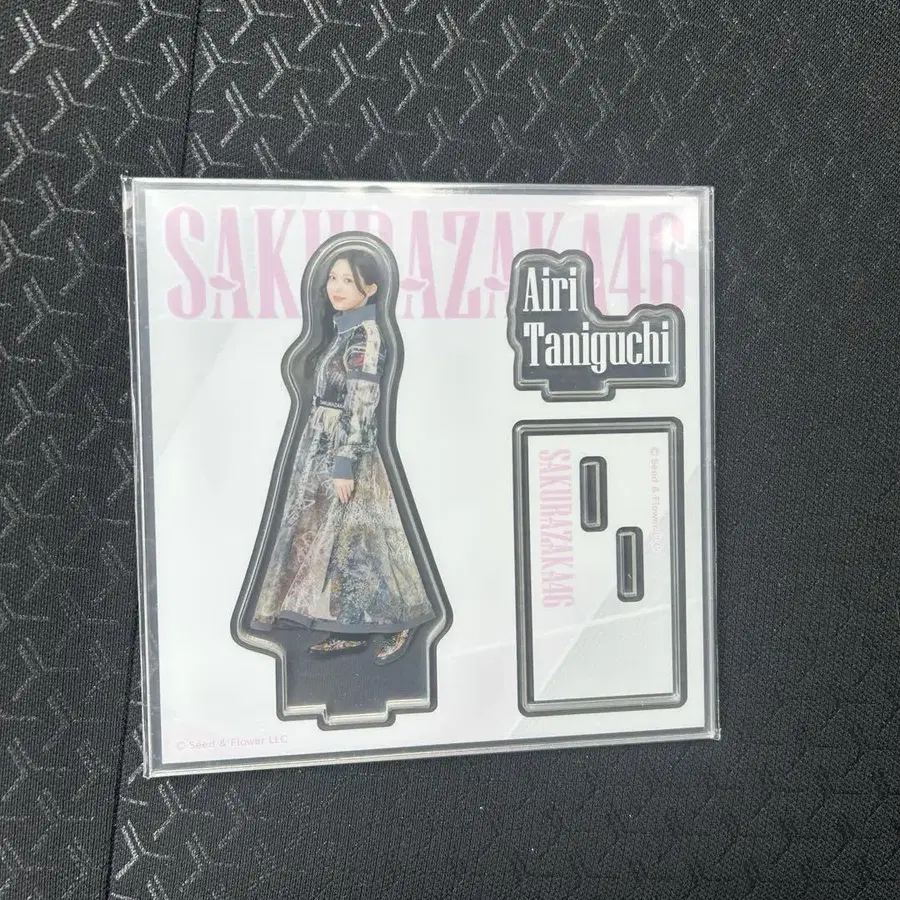 SAKURAZAKA46
Airi
Taniguchi
SAKURAZAKA46
© Seed & Flower LLC
© Seed & Flower LLC